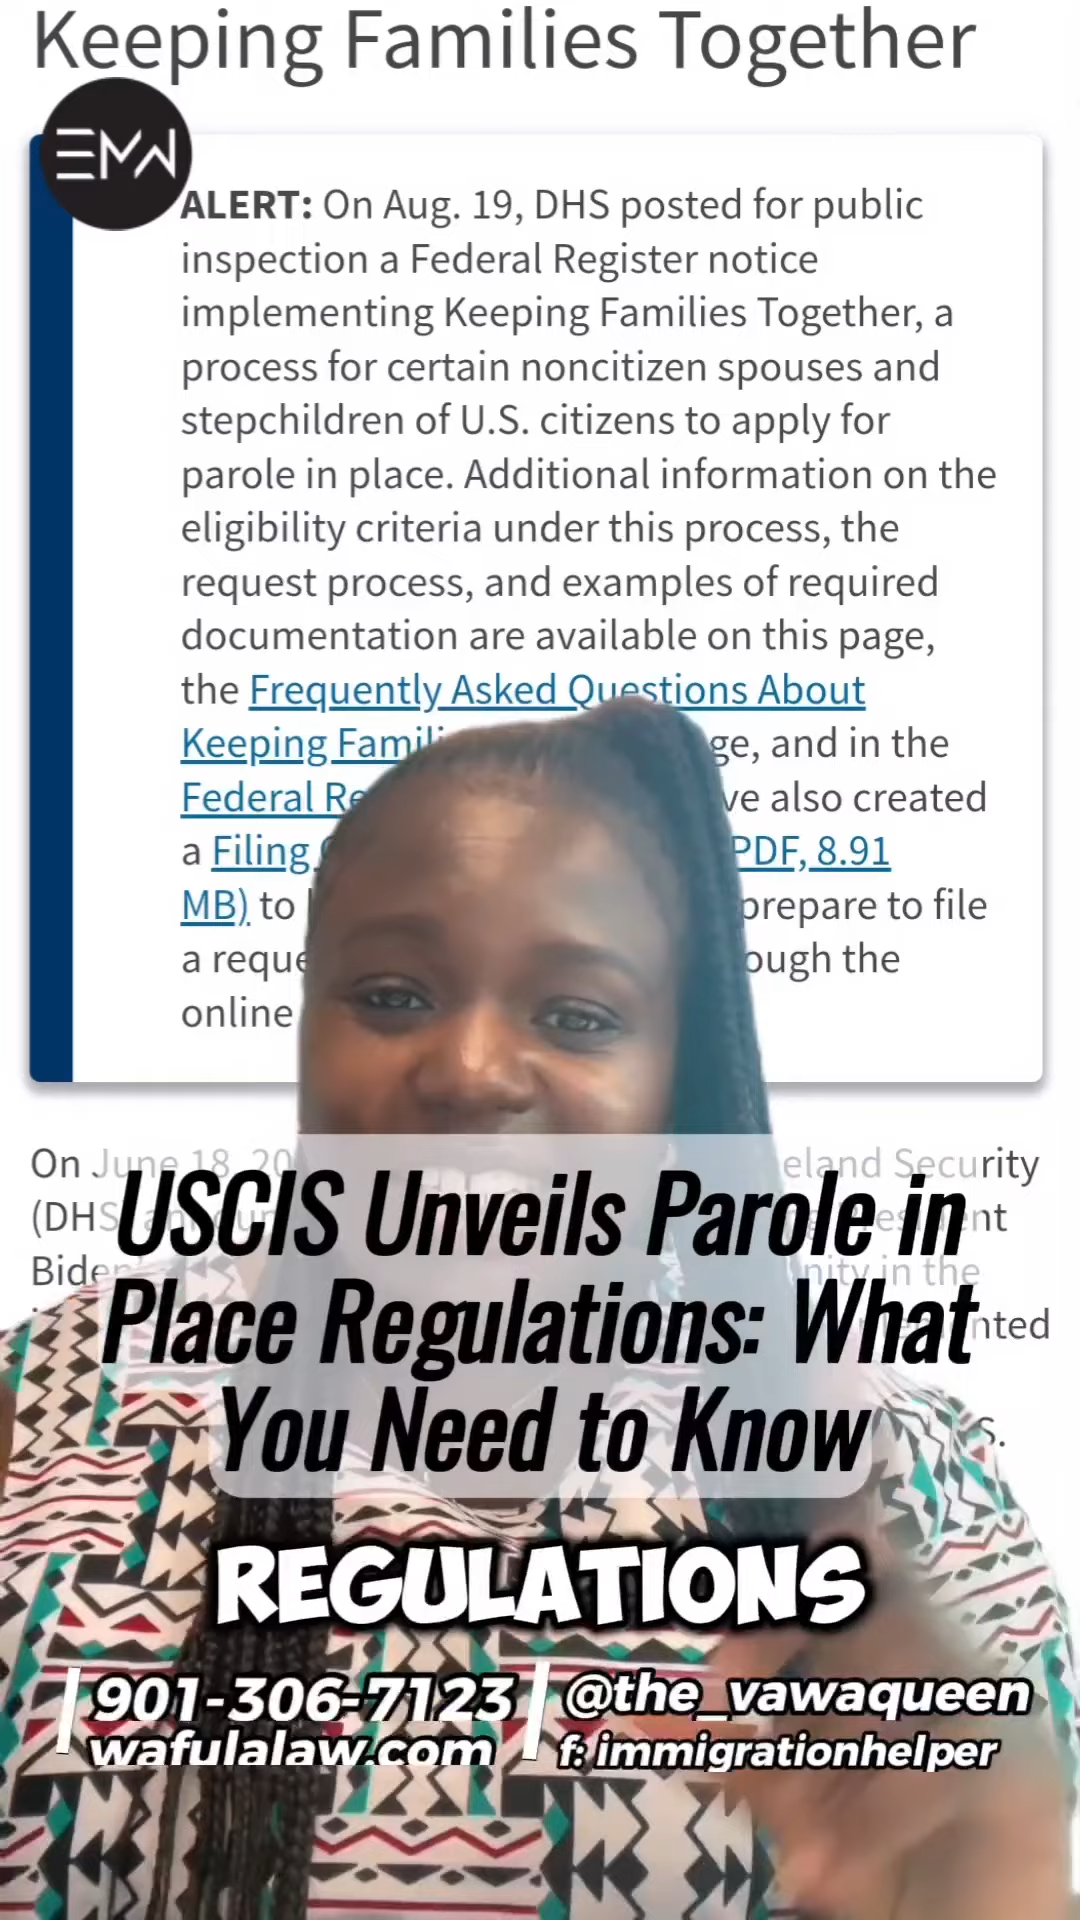 Keeping Families Together
EMW
ALERT: On Aug. 19, DHS posted for public
inspection a Federal Register notice
implementing Keeping Families Together, a
process for certain noncitizen spouses and
stepchildren of U.S. citizens to apply for
parole in place. Additional information on the
eligibility criteria under this process, the
request process, and examples of required
documentation are available on this page,
the Frequently Asked Questions About
Keeping Famili ge, and in the
Federal Re ve also created
a Filing PDF, 8.91
MB) to prepare to file
a reque ough the
online
On June 18, 20 eland Security
(DHS) announ resident
Biden nity in the
nted
S.
USCIS Unveils Parole in
Place Regulations: What
You Need to Know
REGULATIONS
901-306-7123
wafulalaw.com
@the_vawaqueen
f: immigrationhelper